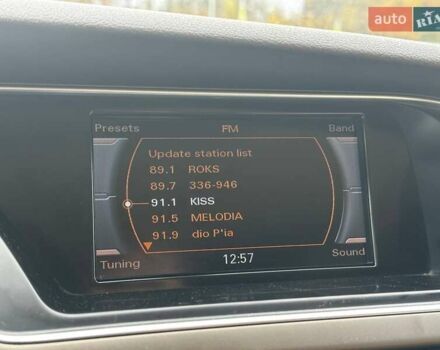 auto RIA
Presets FM Band
Update station list
89.1 ROKS
89.7 336-946
91.1 KISS
91.5 MELODIA
91.9 dio P'ia
Tuning 12:57 Sound